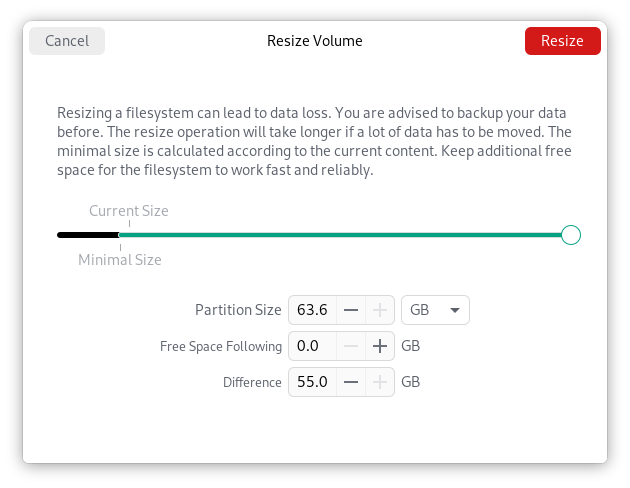 Cancel
Resize Volume
Resize
Resizing a filesystem can lead to data loss. You are advised to backup your data
before. The resize operation will take longer if a lot of data has to be moved. The
minimal size is calculated according to the current content. Keep additional free
space for the filesystem to work fast and reliably.
Current Size
Minimal Size
Partition Size 63.6 GB
Free Space Following 0.0 GB
Difference 55.0 GB